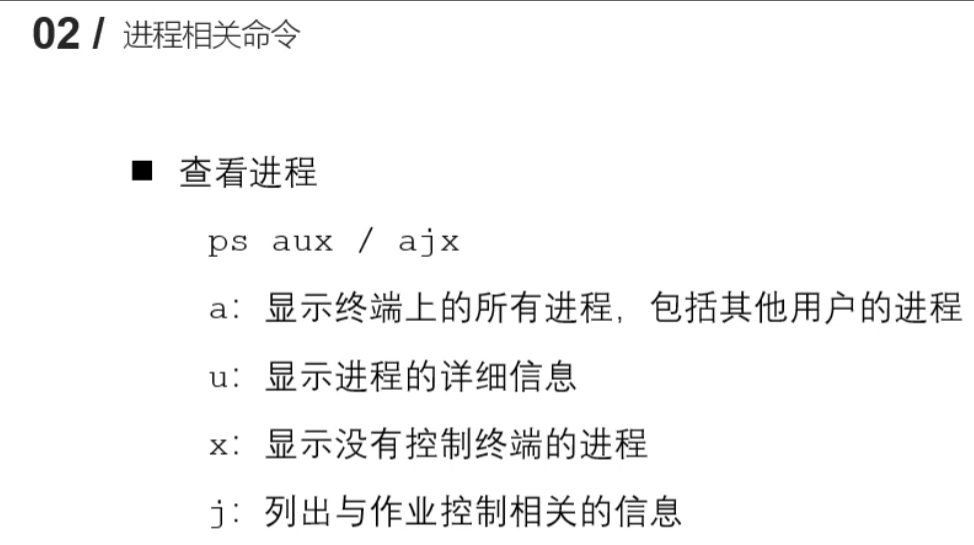 02 / 进程相关命令
■ 查看进程
ps aux / ajx
a：显示终端上的所有进程，包括其他用户的进程
u：显示进程的详细信息
x：显示没有控制终端的进程
j：列出与作业控制相关的信息